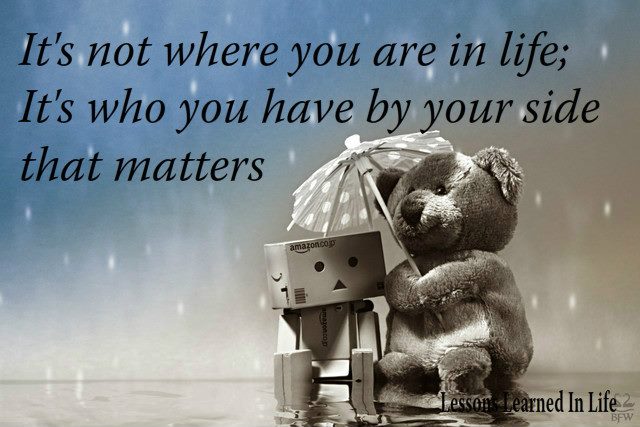 It's not where you are in life;
It's who you have by your side
that matters
amazon.co.jp
amazon.co.jp
Lessons Learned In Life
BFW